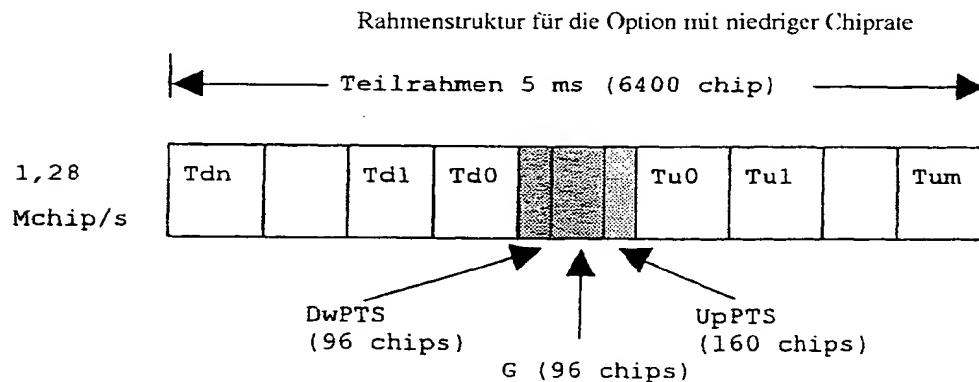 Rahmenstruktur für die Option mit niedriger Chiprate
Teilrahmen 5 ms (6400 chip)
1,28
Mchip/s
Tdn Td1 Td0 Tu0 Tu1 Tum
DwPTS
(96 chips)
G (96 chips)
UpPTS
(160 chips)